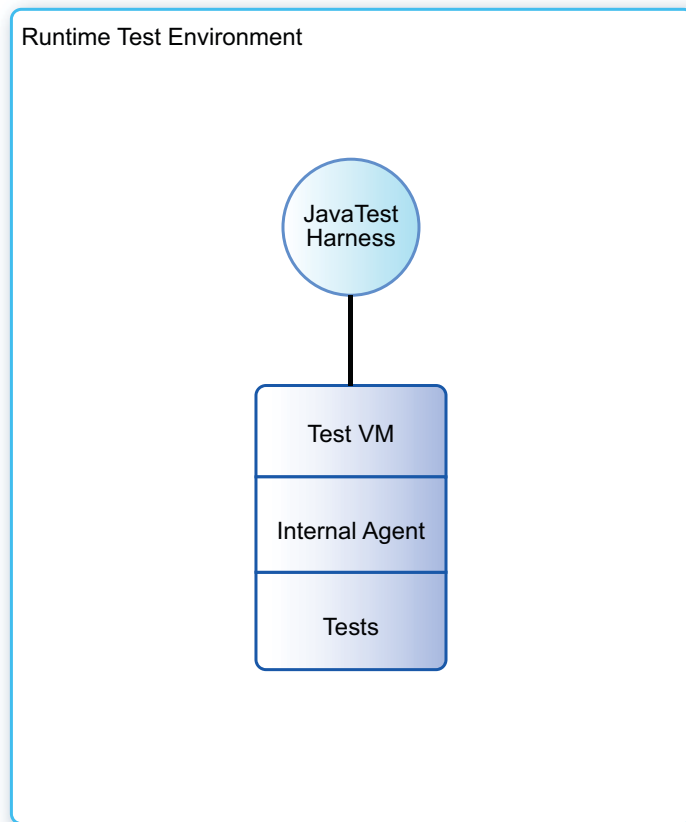 Runtime Test Environment
JavaTest
Harness
Test VM
Internal Agent
Tests